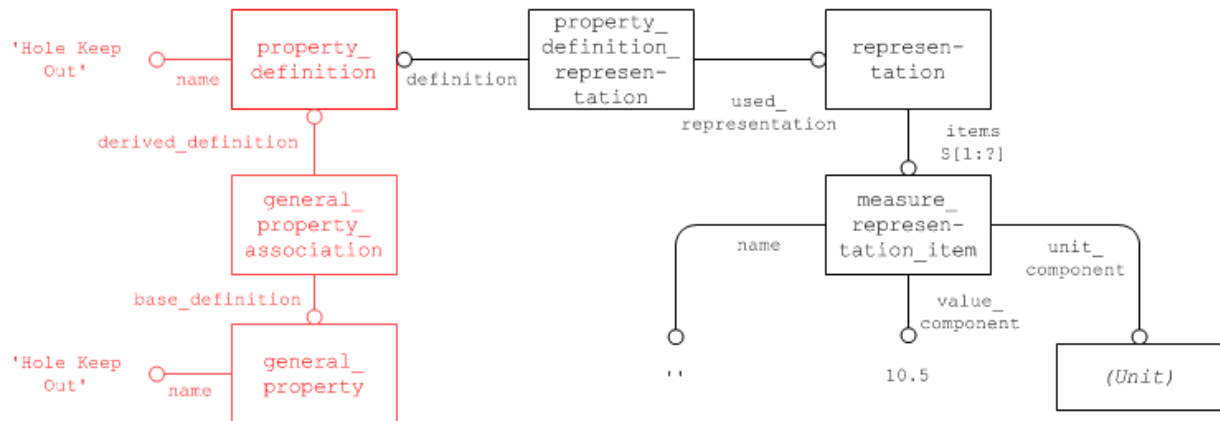 'Hole Keep
Out'
name
property_
definition
definition
property_
definition_
represen-
tation
used_
representation
represen-
tation
derived_definition
items
S[1:?]
general_
property_
association
name
measure_
represen-
tation_item
unit_
component
base_definition
value_
component
'Hole Keep
Out'
name
general_
property
''
10.5
(Unit)